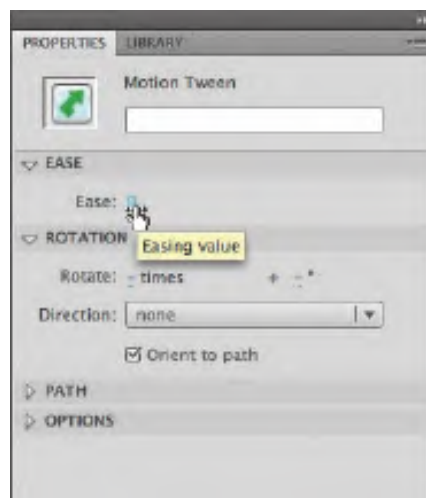 PROPERTIES LIBRARY
Motion Tween
EASE
Ease:
Easing value
ROTATION
Rotate: - times + - °
Direction: none
Orient to path
PATH
OPTIONS